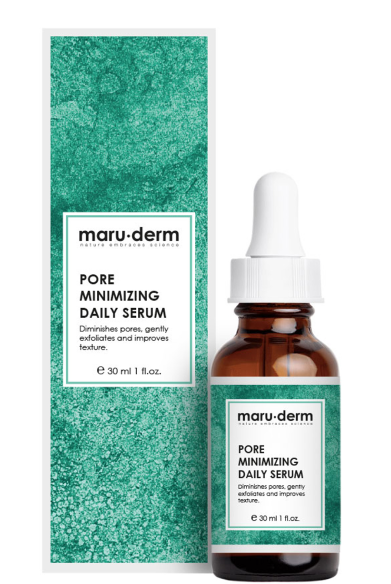 maru·derm
nature embraces science
PORE
MINIMIZING
DAILY SERUM
Diminishes pores, gently
exfoliates and improves
texture.
℮ 30 ml 1 fl.oz.
maru·derm
nature embraces science
PORE
MINIMIZING
DAILY SERUM
Diminishes pores, gently
exfoliates and improves
texture.
℮ 30 ml 1 fl.oz.